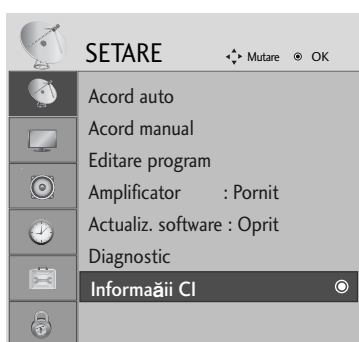 SETARE Mutare OK
Acord auto
Acord manual
Editare program
Amplificator : Pornit
Actualiz. software : Oprit
Diagnostic
Informaăii CI